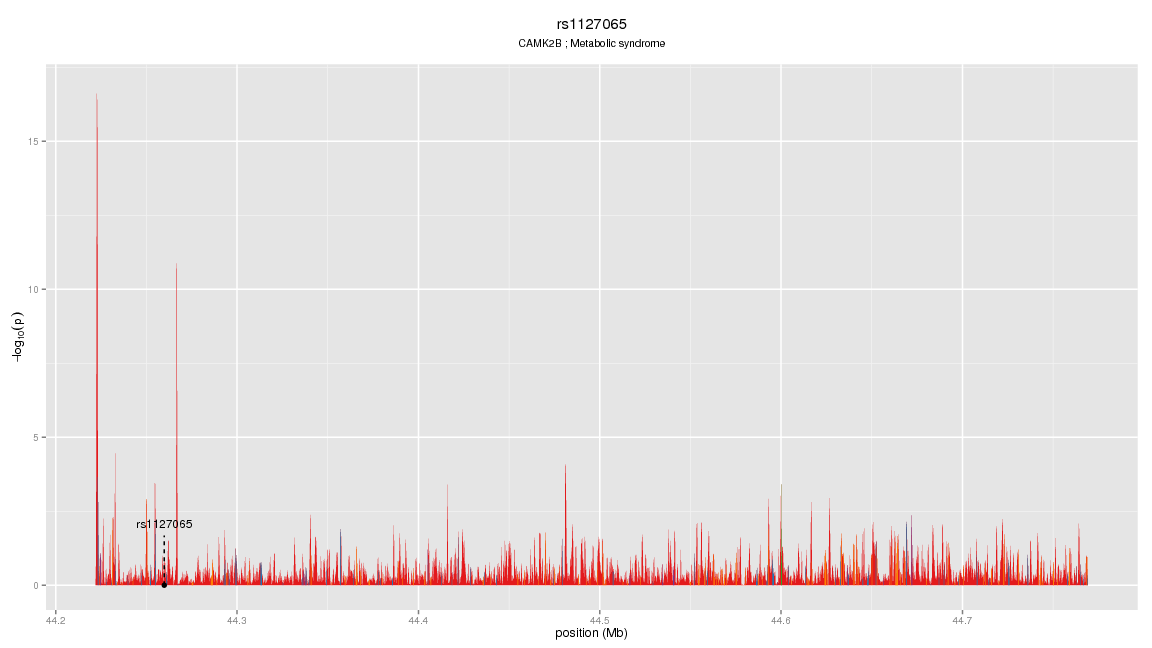 rs1127065
CAMK2B ; Metabolic syndrome
15
10
5
0
−log10(p)
rs1127065
44.2 44.3 44.4 44.5 44.6 44.7
position (Mb)